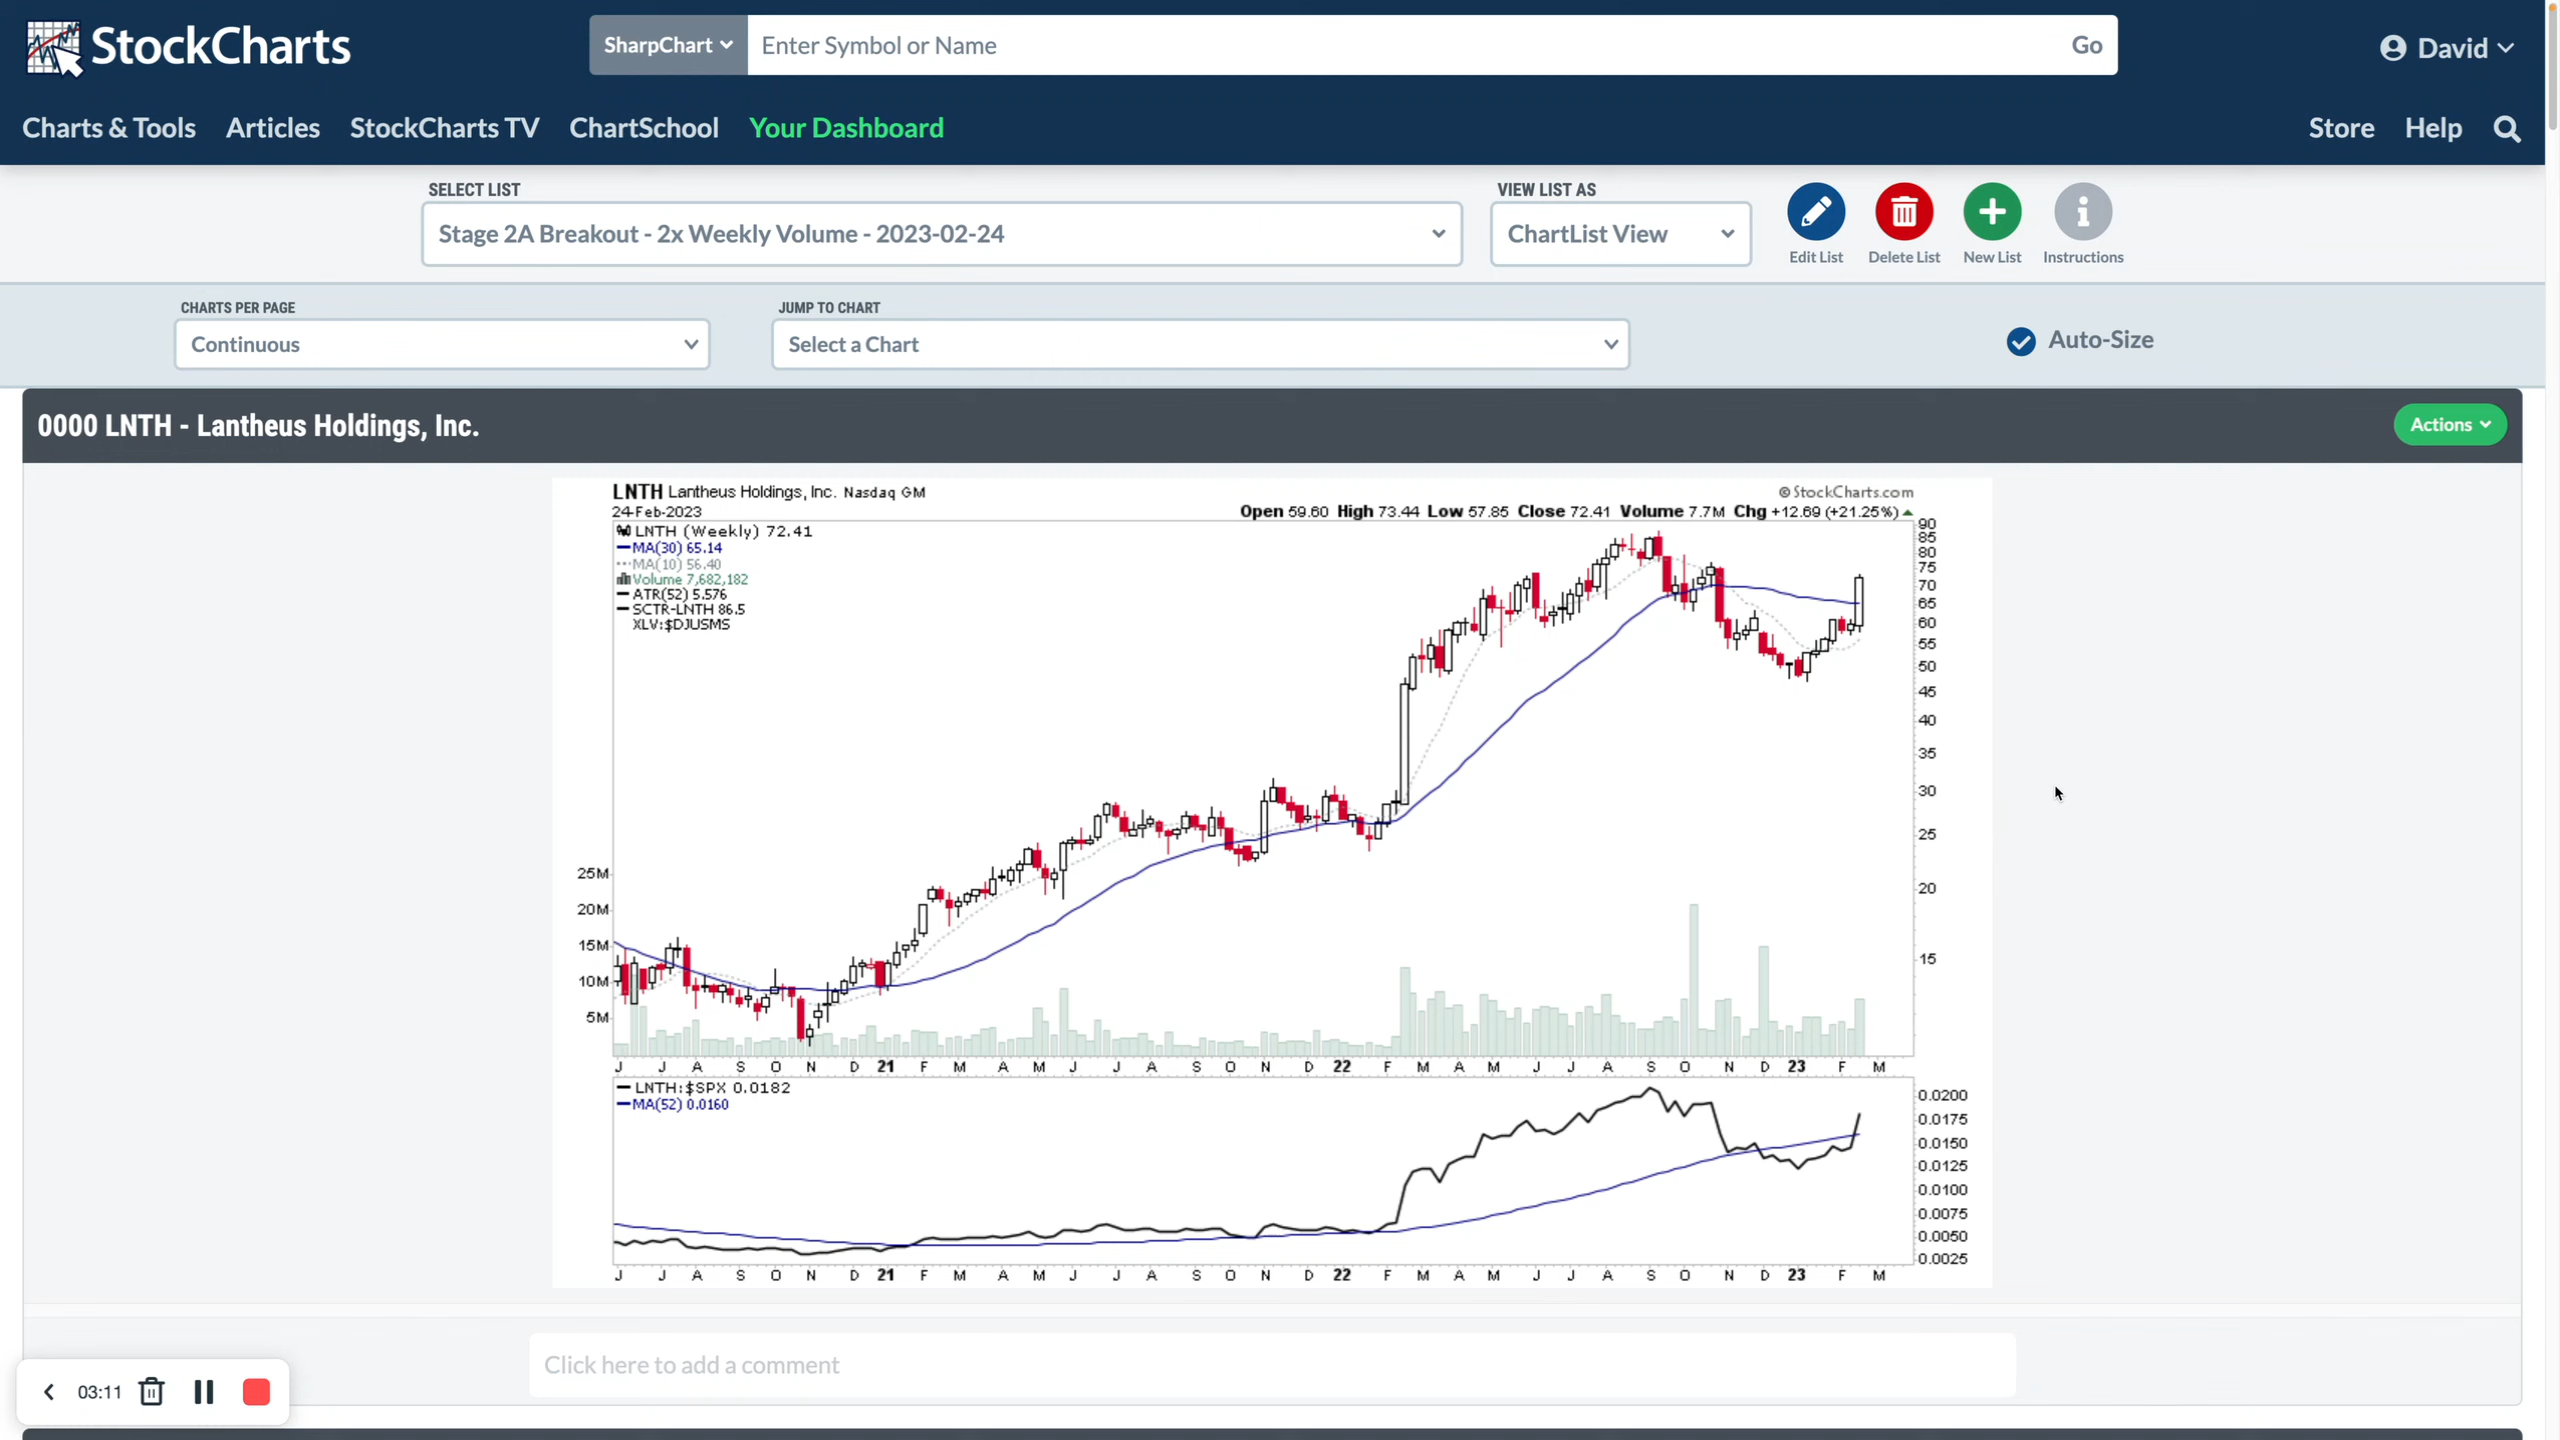 StockCharts
SharpChart
Enter Symbol or Name
Go
David
Charts & Tools
Articles
StockCharts TV
ChartSchool
Your Dashboard
Store
Help
SELECT LIST
Stage 2A Breakout - 2x Weekly Volume - 2023-02-24
VIEW LIST AS
ChartList View
Edit List
Delete List
New List
Instructions
CHARTS PER PAGE
Continuous
JUMP TO CHART
Select a Chart
Auto-Size
0000 LNTH - Lantheus Holdings, Inc.
Actions
LNTH Lantheus Holdings, Inc. Nasdaq GM
© StockCharts.com
24-Feb-2023
Open 59.60 High 73.44 Low 57.85 Close 72.41 Volume 7.7M Chg +12.69 (+21.25%)
LNTH (Weekly) 72.41
MA(30) 65.14
MA(10) 56.40
Volume 7,682,182
ATR(52) 5.576
SCTR-LNTH 86.5
XLV:$DJUSMS
90
85
80
75
70
65
60
55
50
45
40
35
30
25
20
15
25M
20M
15M
10M
5M
J J A S O N D 21 F M A M J J A S O N D 22 F M A M J J A S O N D 23 F M
LNTH:$SPX 0.0182
MA(52) 0.0160
0.0200
0.0175
0.0150
0.0125
0.0100
0.0075
0.0050
0.0025
J J A S O N D 21 F M A M J J A S O N D 22 F M A M J J A S O N D 23 F M
Click here to add a comment
03:11